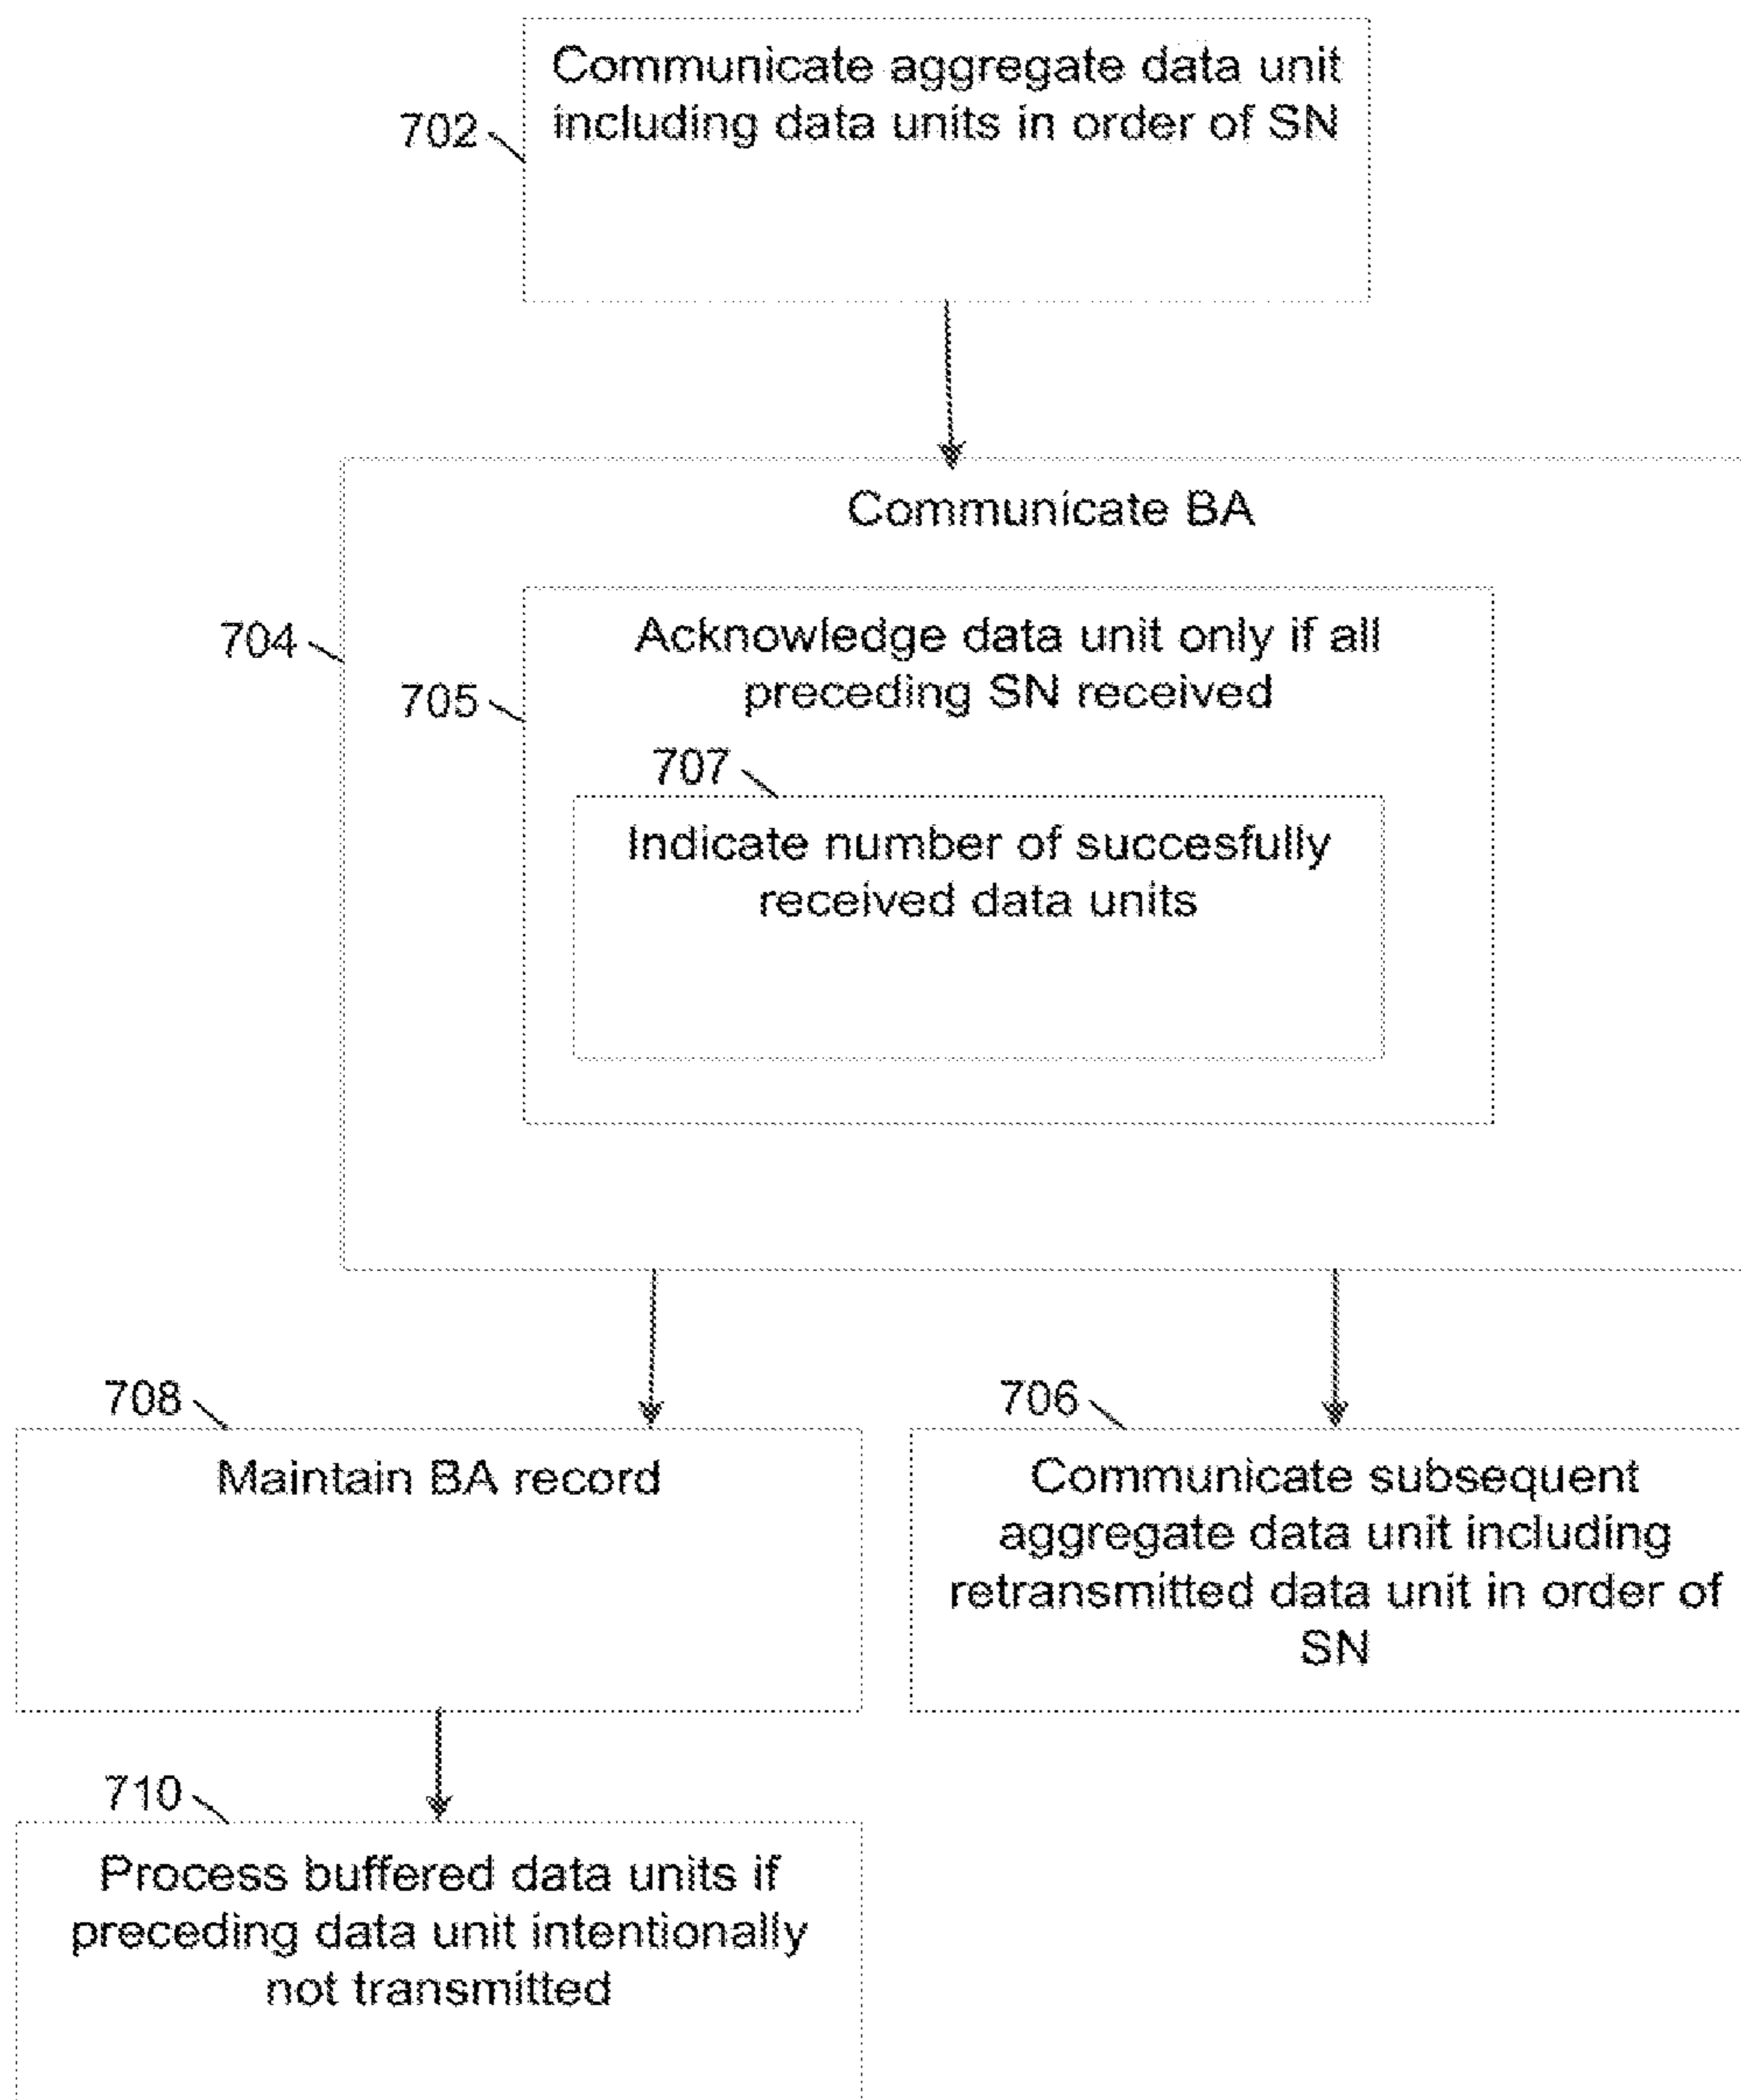 Communicate aggregate data unit
including data units in order of SN
702
Communicate BA
704
Acknowledge data unit only if all
preceding SN received
705
707
Indicate number of succesfully
received data units
708
Maintain BA record
706
Communicate subsequent
aggregate data unit including
retransmitted data unit in order of
SN
710
Process buffered data units if
preceding data unit intentionally
not transmitted